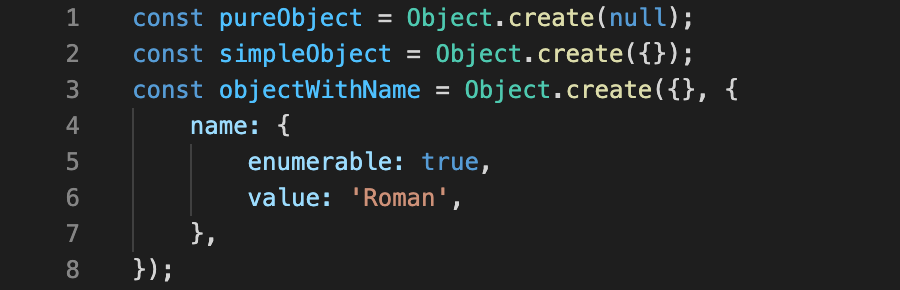 1 const pureObject = Object.create(null);
2 const simpleObject = Object.create({});
3 const objectWithName = Object.create({}, {
4     name: {
5         enumerable: true,
6         value: 'Roman',
7     },
8 });